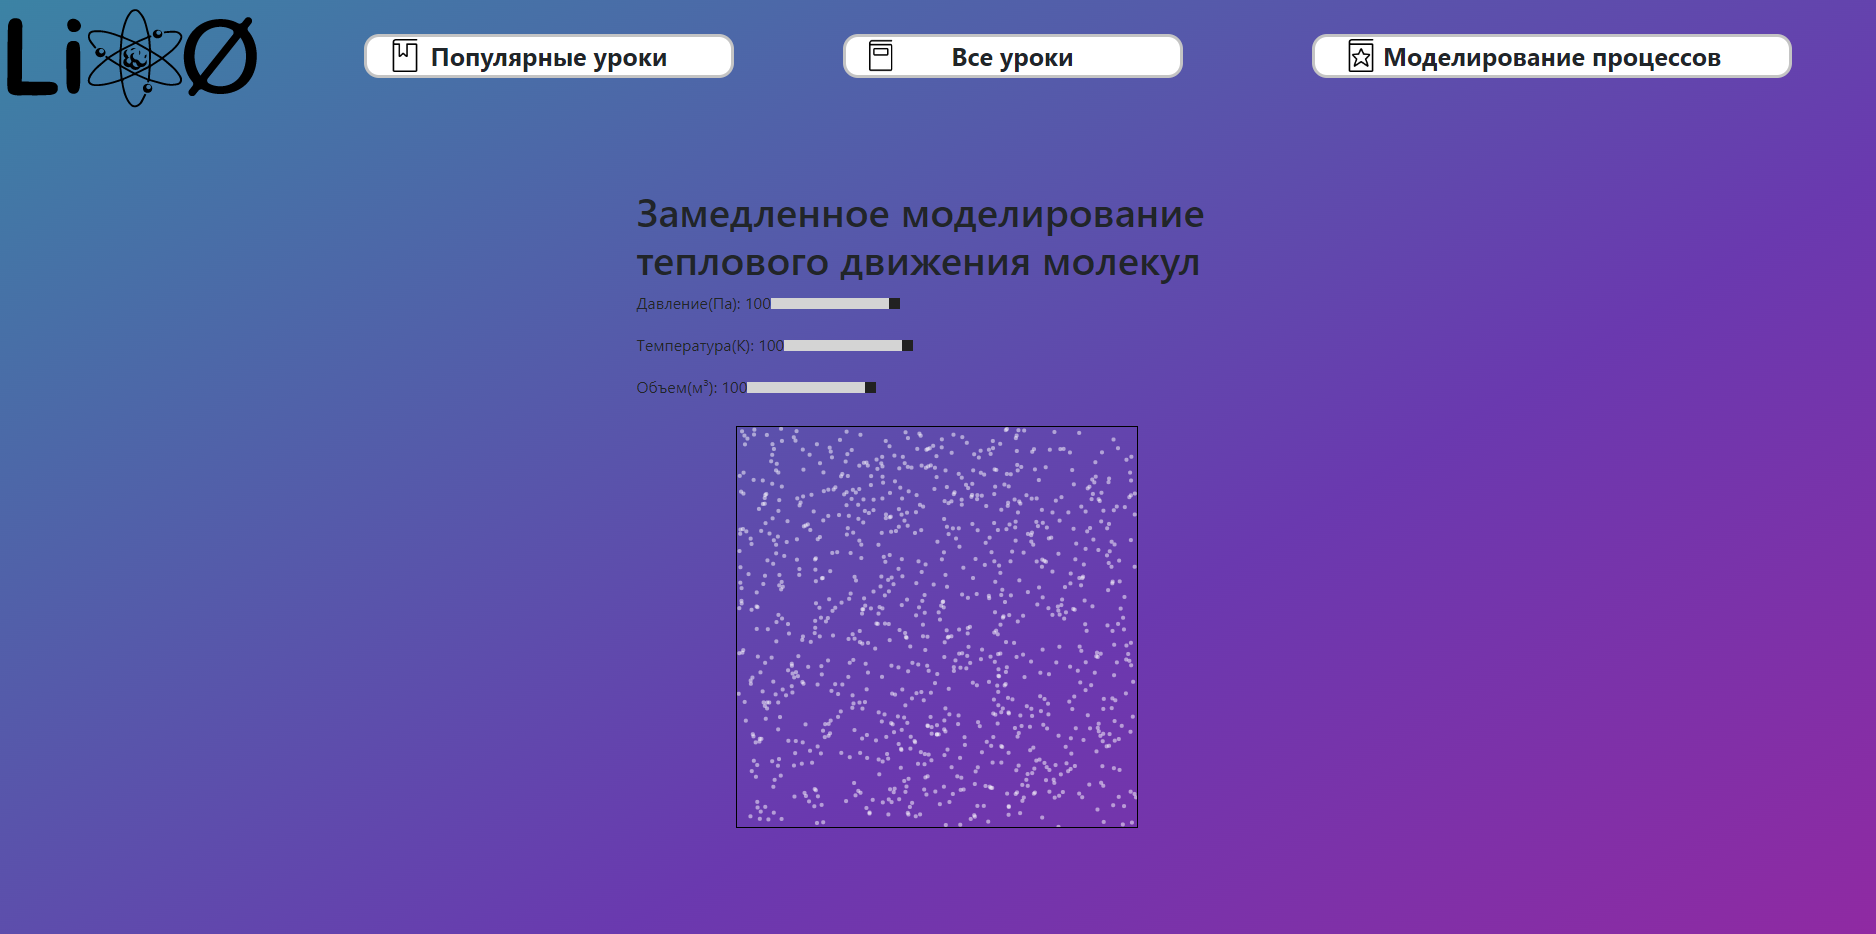 LiØ
Популярные уроки
Все уроки
Моделирование процессов
Замедленное моделирование
теплового движения молекул
Давление(Па): 100
Температура(К): 100
Объем(м³): 100